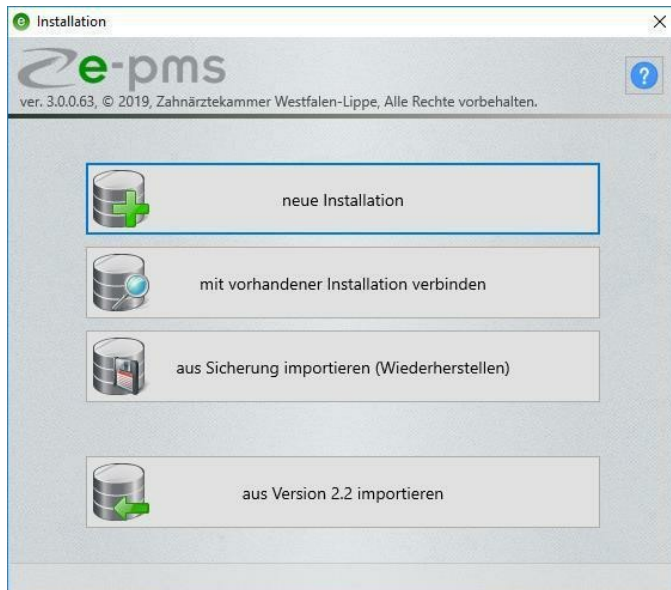 Installation
e-pms
ver. 3.0.0.63, © 2019, Zahnärztekammer Westfalen-Lippe, Alle Rechte vorbehalten.
neue Installation
mit vorhandener Installation verbinden
aus Sicherung importieren (Wiederherstellen)
aus Version 2.2 importieren